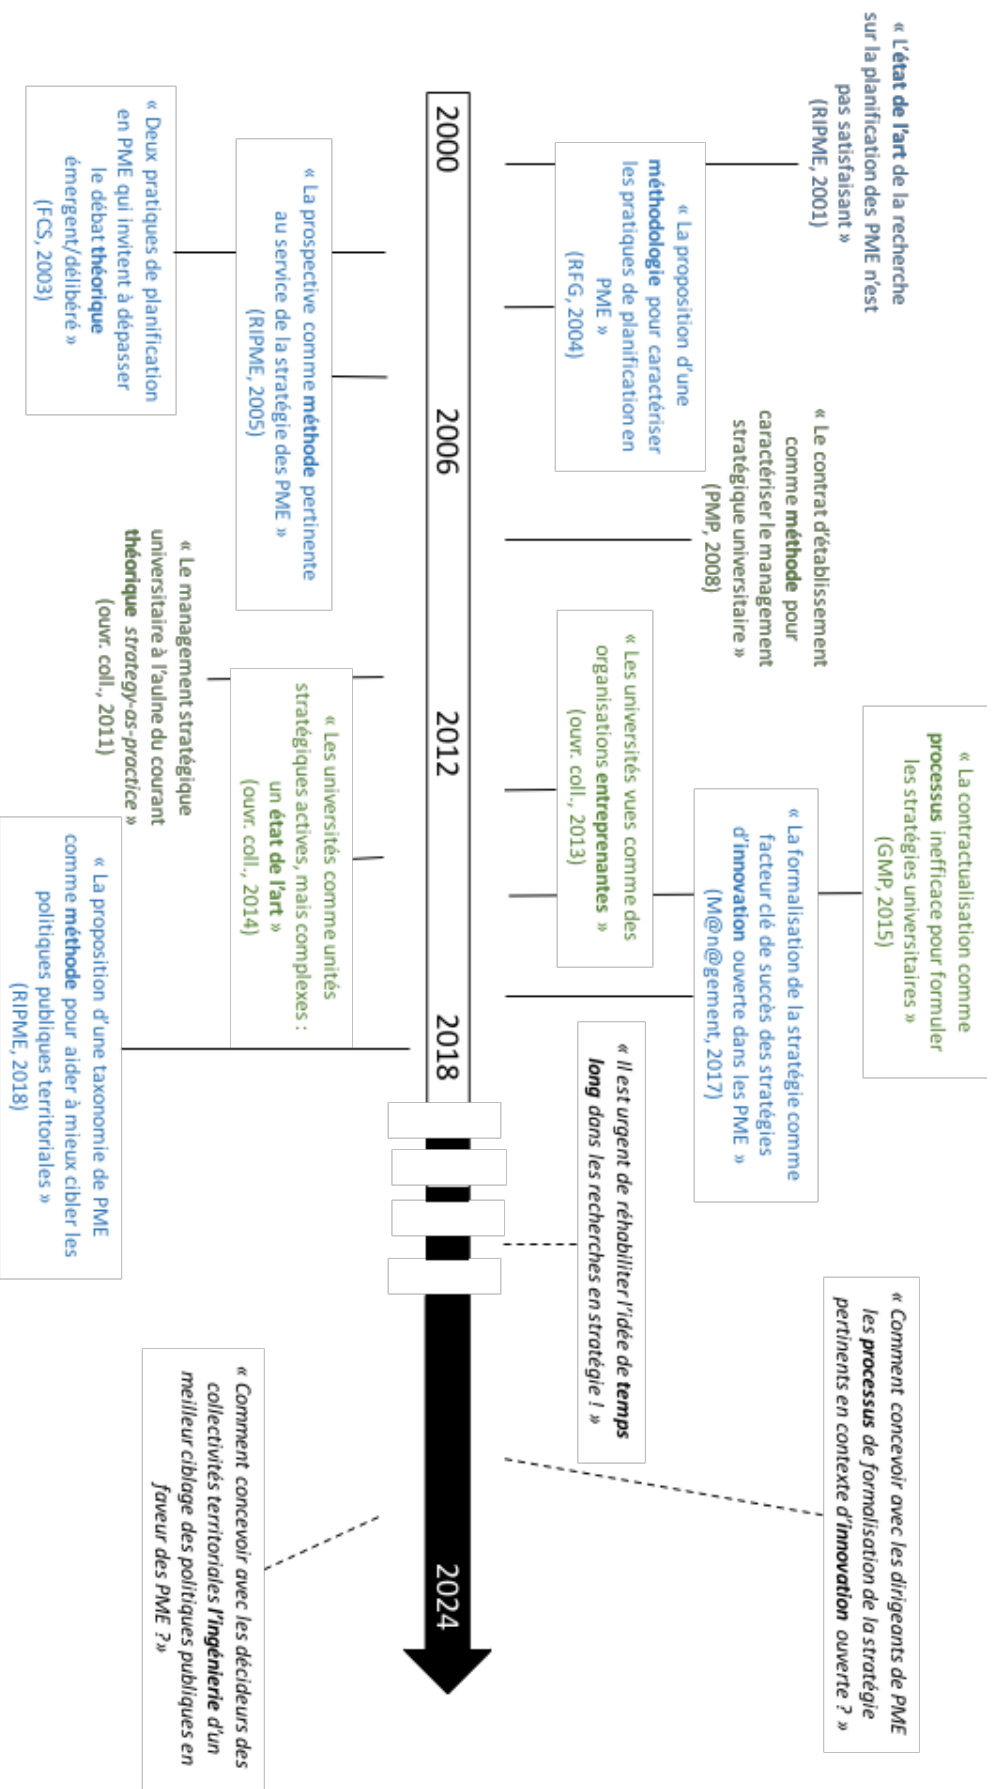 « L’état de l’art de la recherche
sur la planification des PME n’est
pas satisfaisant »
(RIPME, 2001)
« La proposition d’une
méthodologie pour caractériser
les pratiques de planification en
PME »
(RFG, 2004)
« Le contrat d’établissement
comme méthode pour
caractériser le management
stratégique universitaire »
(PMP, 2008)
« Les universités vues comme des
organisations entreprenantes »
(ouvr. coll., 2013)
« La contractualisation comme
processus inefficace pour formuler
les stratégies universitaires »
(GMP, 2015)
« La formalisation de la stratégie comme
facteur clé de succès des stratégies
d’innovation ouverte dans les PME »
(M@n@gement, 2017)
« Il est urgent de réhabiliter l’idée de temps
long dans les recherches en stratégie ! »
« Comment concevoir avec les dirigeants de PME
les processus de formalisation de la stratégie
pertinents en contexte d’innovation ouverte ? »
2000
2006
2012
2018
2024
« Deux pratiques de planification
en PME qui invitent à dépasser
le débat théorique
émergent/délibéré »
(FCS, 2003)
« La prospective comme méthode pertinente
au service de la stratégie des PME »
(RIPME, 2005)
« Le management stratégique
universitaire à l’aulne du courant
théorique strategy-as-practice »
(ouvr. coll., 2011)
« Les universités comme unités
stratégiques actives, mais complexes :
un état de l’art »
(ouvr. coll., 2014)
« La proposition d’une taxonomie de PME
comme méthode pour aider à mieux cibler les
politiques publiques territoriales »
(RIPME, 2018)
« Comment concevoir avec les décideurs des
collectivités territoriales l’ingénierie d’un
meilleur ciblage des politiques publiques en
faveur des PME ? »